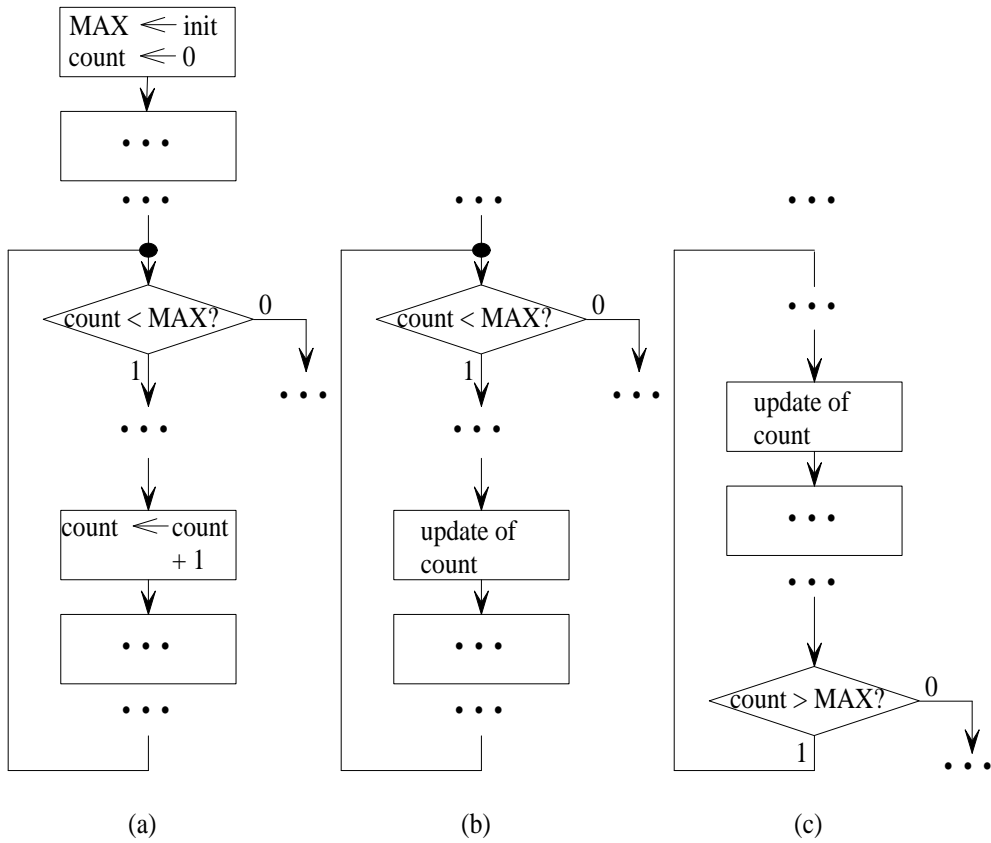 MAX ← init
count ← 0
• • •
• • •
count < MAX?
0
1
• • •
• • •
count ← count
+ 1
• • •
• • •
(a)
• • •
count < MAX?
0
1
• • •
• • •
update of
count
• • •
• • •
(b)
• • •
• • •
update of
count
• • •
• • •
count > MAX?
0
1
• • •
(c)